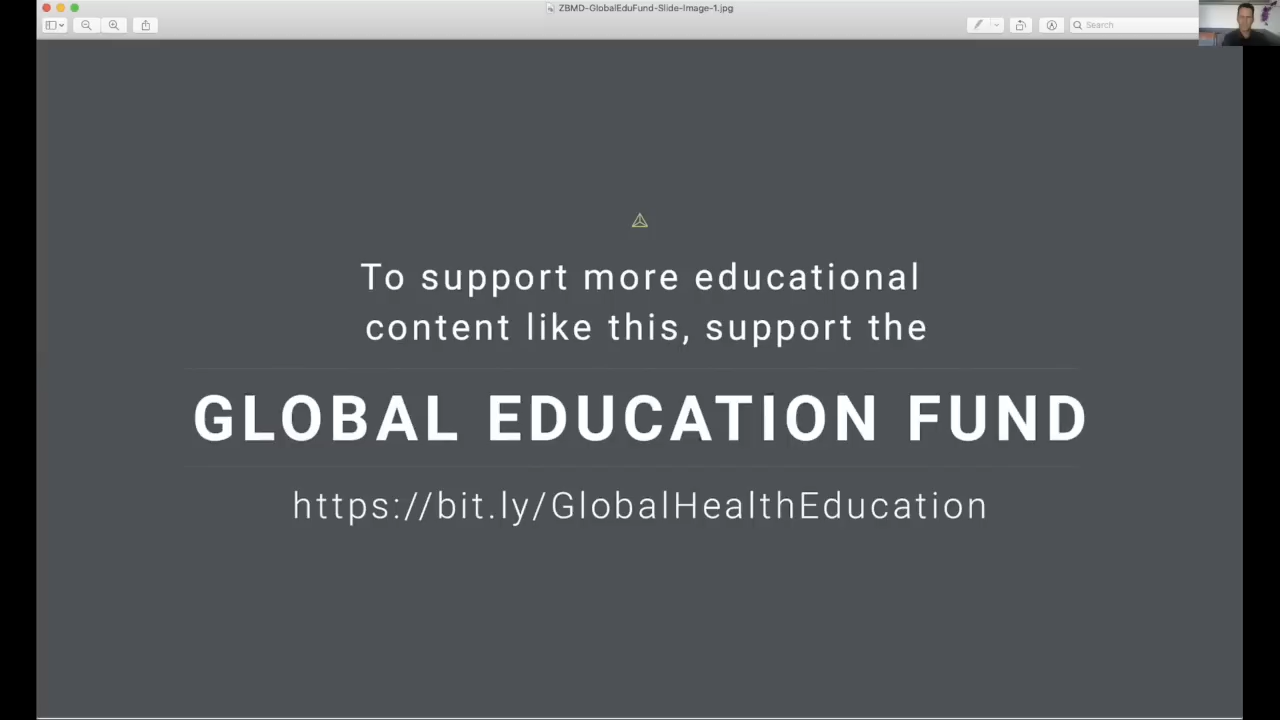 ZBMD-GlobalEduFund-Slide-Image-1.jpg
Search
To support more educational
content like this, support the
GLOBAL EDUCATION FUND
https://bit.ly/GlobalHealthEducation